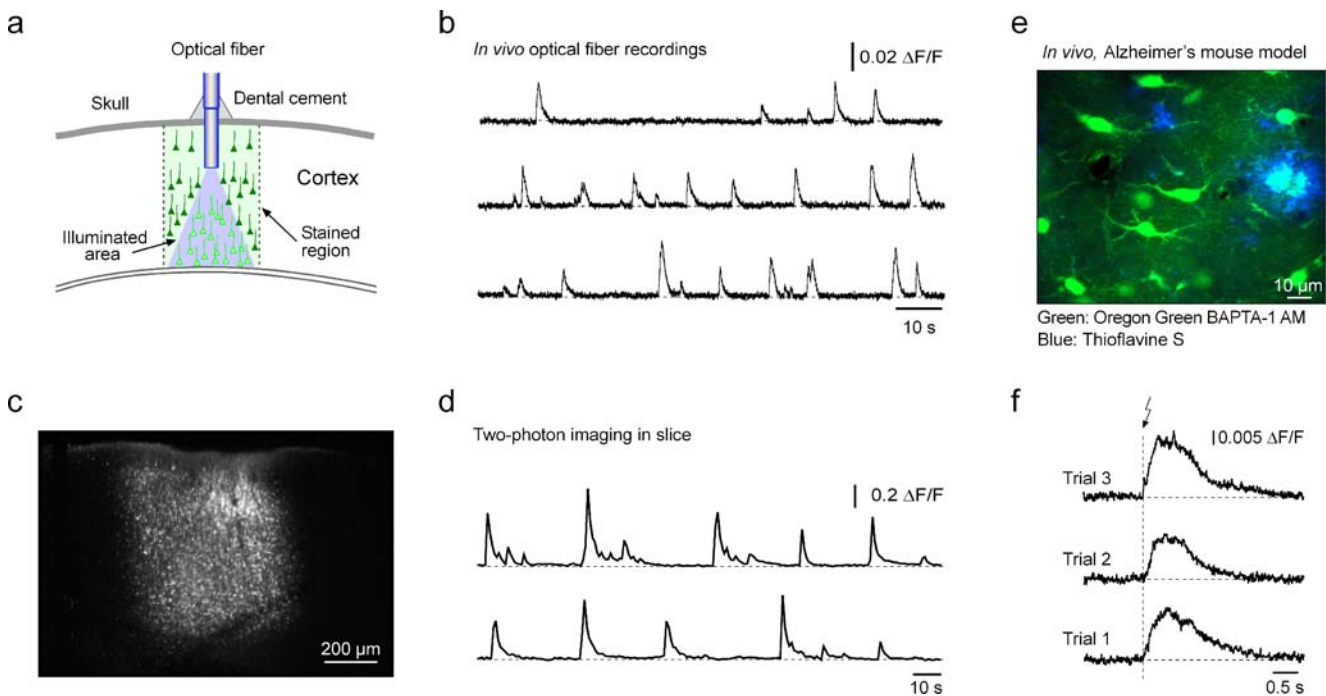 a
Optical fiber
Skull
Dental cement
Cortex
Illuminated
area
Stained
region
b
In vivo optical fiber recordings
0.02 ΔF/F
10 s
c
200 µm
d
Two-photon imaging in slice
0.2 ΔF/F
10 s
e
In vivo, Alzheimer's mouse model
10 µm
Green: Oregon Green BAPTA-1 AM
Blue: Thioflavine S
f
0.005 ΔF/F
Trial 3
Trial 2
Trial 1
0.5 s